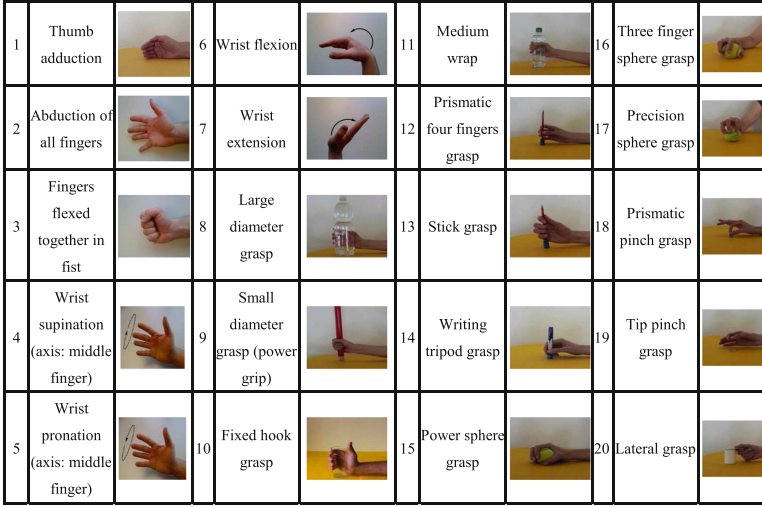 1
Thumb
adduction
6
Wrist flexion
11
Medium
wrap
16
Three finger
sphere grasp
2
Abduction of
all fingers
7
Wrist
extension
12
Prismatic
four fingers
grasp
17
Precision
sphere grasp
3
Fingers
flexed
together in
fist
8
Large
diameter
grasp
13
Stick grasp
18
Prismatic
pinch grasp
4
Wrist
supination
(axis: middle
finger)
9
Small
diameter
grasp (power
grip)
14
Writing
tripod grasp
19
Tip pinch
grasp
5
Wrist
pronation
(axis: middle
finger)
10
Fixed hook
grasp
15
Power sphere
grasp
20
Lateral grasp